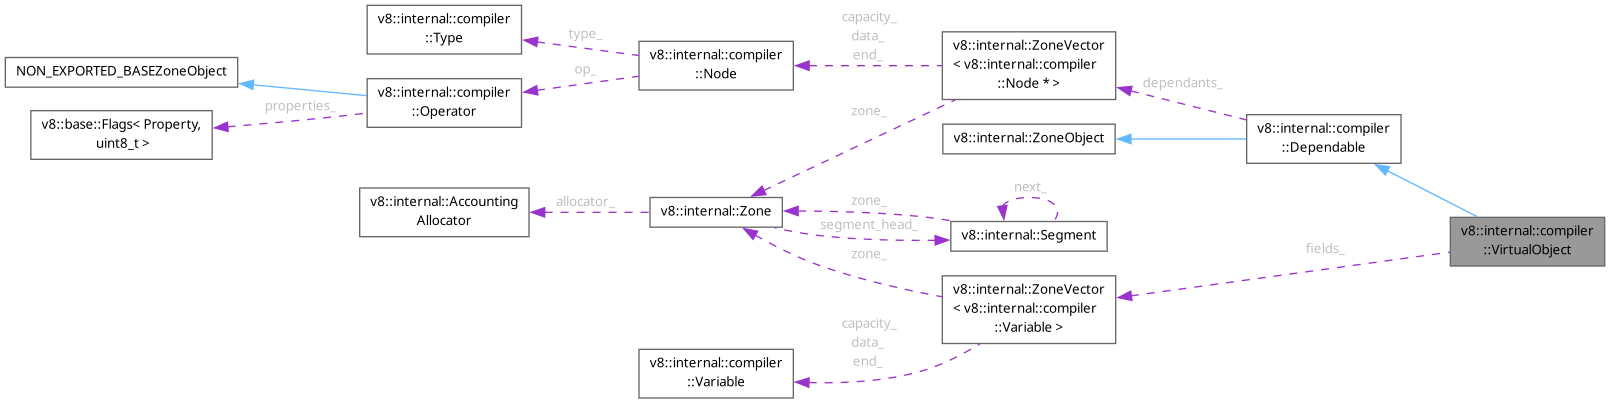 v8::internal::compiler
::Type
NON_EXPORTED_BASEZoneObject
v8::internal::compiler
::Operator
v8::base::Flags< Property,
uint8_t >
properties_
type_
op_
v8::internal::compiler
::Node
capacity_
data_
end_
v8::internal::ZoneVector
< v8::internal::compiler
::Node * >
dependants_
zone_
v8::internal::ZoneObject
v8::internal::compiler
::Dependable
v8::internal::Accounting
Allocator
allocator_
v8::internal::Zone
zone_
segment_head_
zone_
next_
v8::internal::Segment
v8::internal::compiler
::VirtualObject
fields_
v8::internal::ZoneVector
< v8::internal::compiler
::Variable >
capacity_
data_
end_
v8::internal::compiler
::Variable